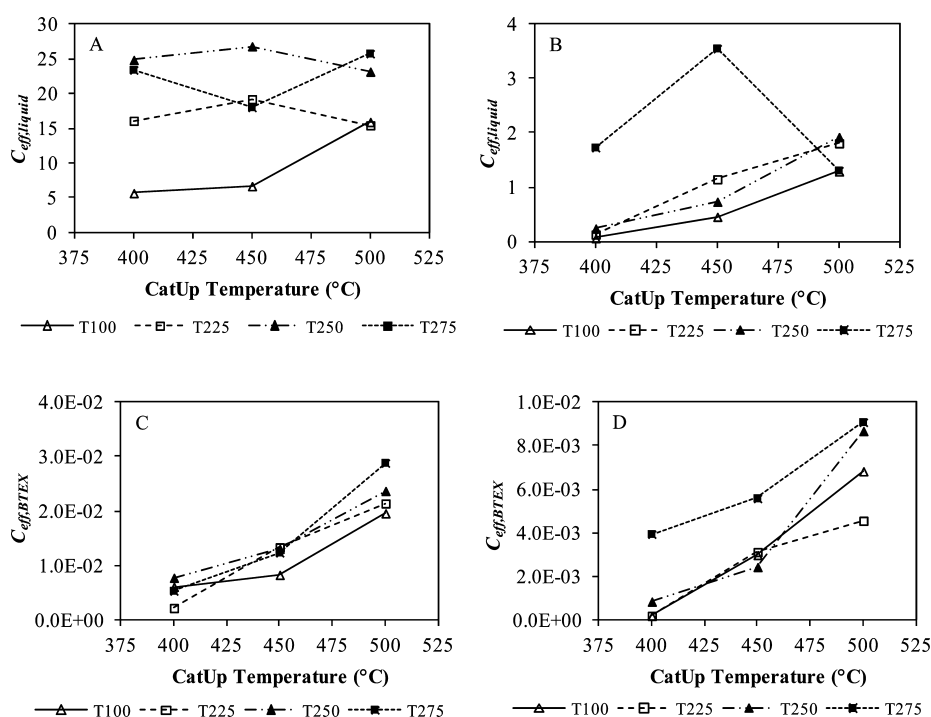 A
C_eff,liquid
30
25
20
15
10
5
0
375 400 425 450 475 500 525
CatUp Temperature (°C)
T100 T225 T250 T275
B
C_eff,liquid
4
3
2
1
0
375 400 425 450 475 500 525
CatUp Temperature (°C)
T100 T225 T250 T275
C
C_eff,BTEX
4.0E-02
3.0E-02
2.0E-02
1.0E-02
0.0E+00
375 400 425 450 475 500 525
CatUp Temperature (°C)
T100 T225 T250 T275
D
C_eff,BTEX
1.0E-02
8.0E-03
6.0E-03
4.0E-03
2.0E-03
0.0E+00
375 400 425 450 475 500 525
CatUp Temperature (°C)
T100 T225 T250 T275